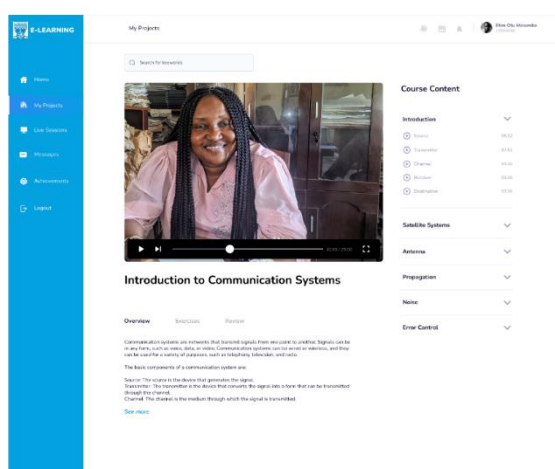 E-LEARNING
My Projects
Search for keywords
Home
My Projects
Live Sessions
Messages
Achievements
Logout
Course Content
Introduction
Source
Transmitter
Channel
Receiver
Destination
Satellite Systems
Antenna
Propagation
Noise
Error Control
Introduction to Communication Systems
Overview Exercises Review
Communication systems are networks that transmit signals from one point to another. Signals can be
in any form, such as voice, data, or video. Communication systems can be wired or wireless, and they
can be used for a variety of purposes, such as telephony, television, and radio.
The basic components of a communication system are:
Source: The source is the device that generates the signal.
Transmitter: The transmitter is the device that converts the signal into a form that can be transmitted
through the channel.
Channel: The channel is the medium through which the signal is transmitted.
See more